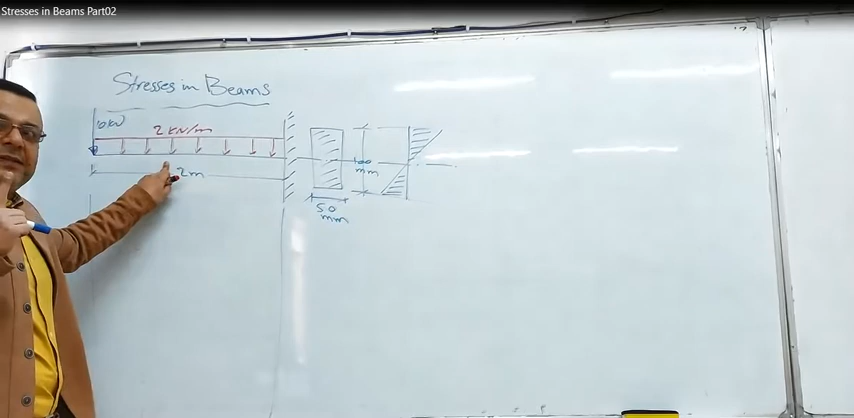 Stresses in Beams Part02
Stresses in Beams
10kN
2 kN/m
2m
100
mm
50
mm